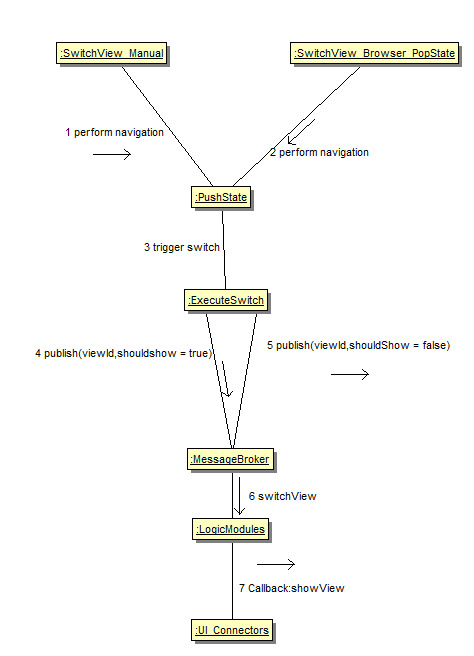 :SwitchView_Manual
:SwitchView_Browser_PopState
1 perform navigation
2 perform navigation
:PushState
3 trigger switch
:ExecuteSwitch
4 publish(viewId,shouldshow = true)
5 publish(viewId,shouldShow = false)
:MessageBroker
6 switchView
:LogicModules
7 Callback:showView
:UI_Connectors